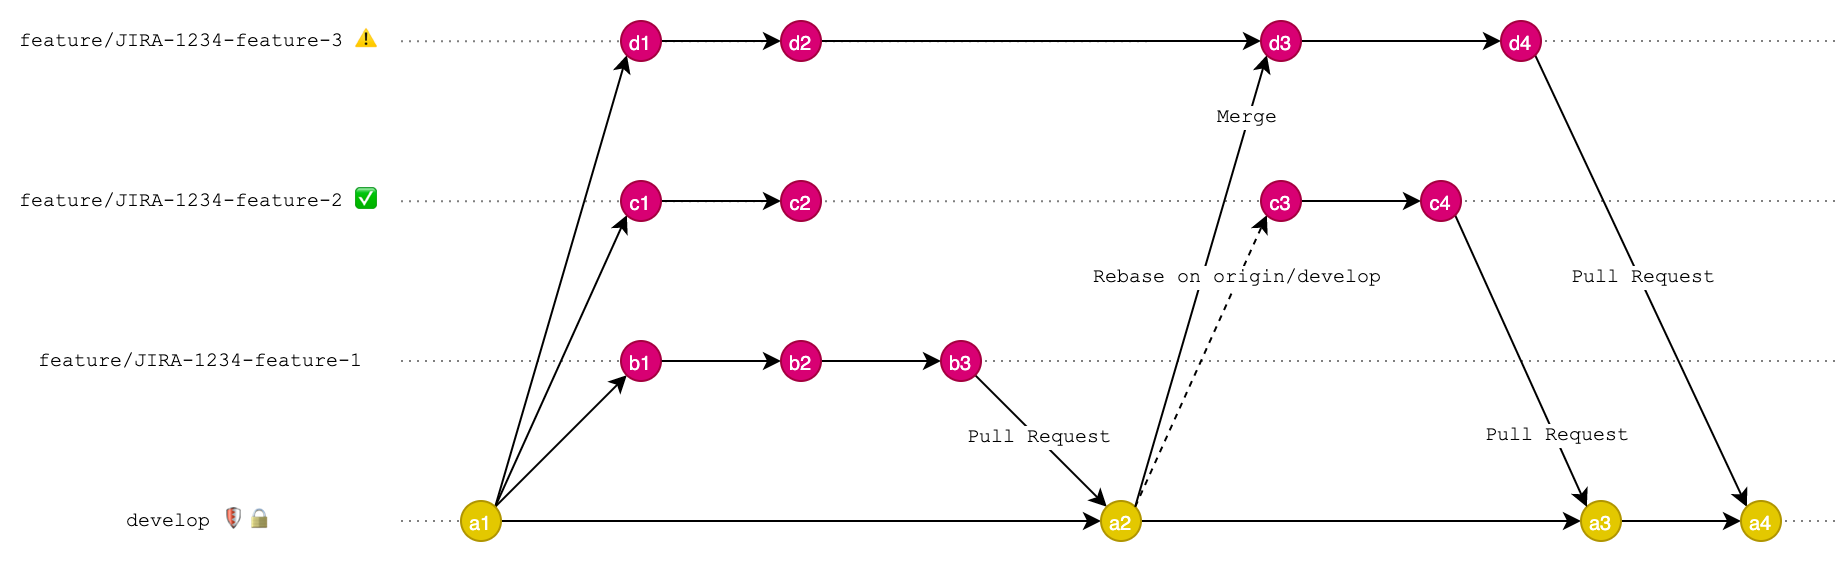 feature/JIRA-1234-feature-3 ⚠️
d1
d2
d3
d4
Merge
feature/JIRA-1234-feature-2 ✅
c1
c2
c3
c4
Rebase on origin/develop
Pull Request
feature/JIRA-1234-feature-1
b1
b2
b3
Pull Request
Pull Request
develop
a1
a2
a3
a4